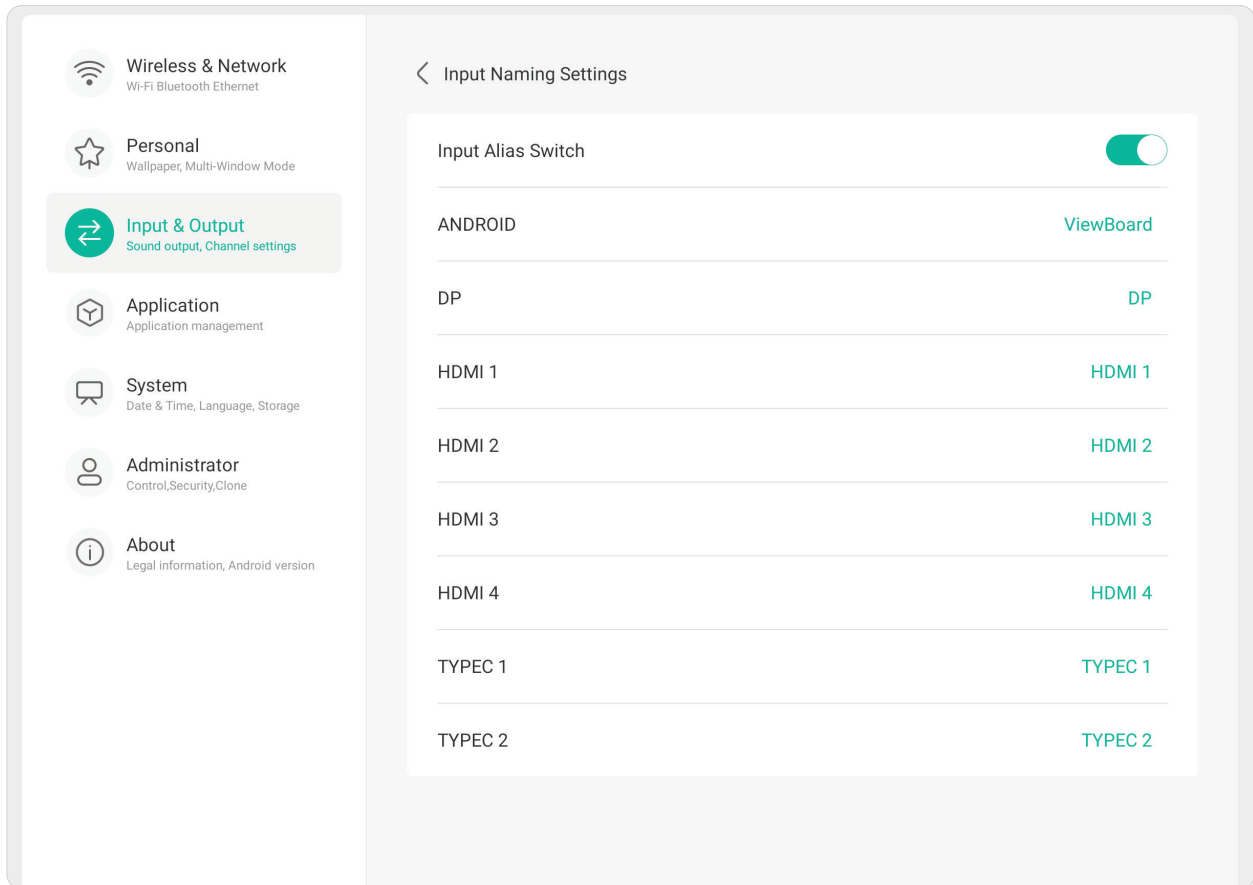 Wireless & Network
Wi-Fi Bluetooth Ethernet
Personal
Wallpaper, Multi-Window Mode
Input & Output
Sound output, Channel settings
Application
Application management
System
Date & Time, Language, Storage
Administrator
Control,Security,Clone
About
Legal information, Android version
Input Naming Settings
Input Alias Switch
ANDROID ViewBoard
DP DP
HDMI 1 HDMI 1
HDMI 2 HDMI 2
HDMI 3 HDMI 3
HDMI 4 HDMI 4
TYPEC 1 TYPEC 1
TYPEC 2 TYPEC 2